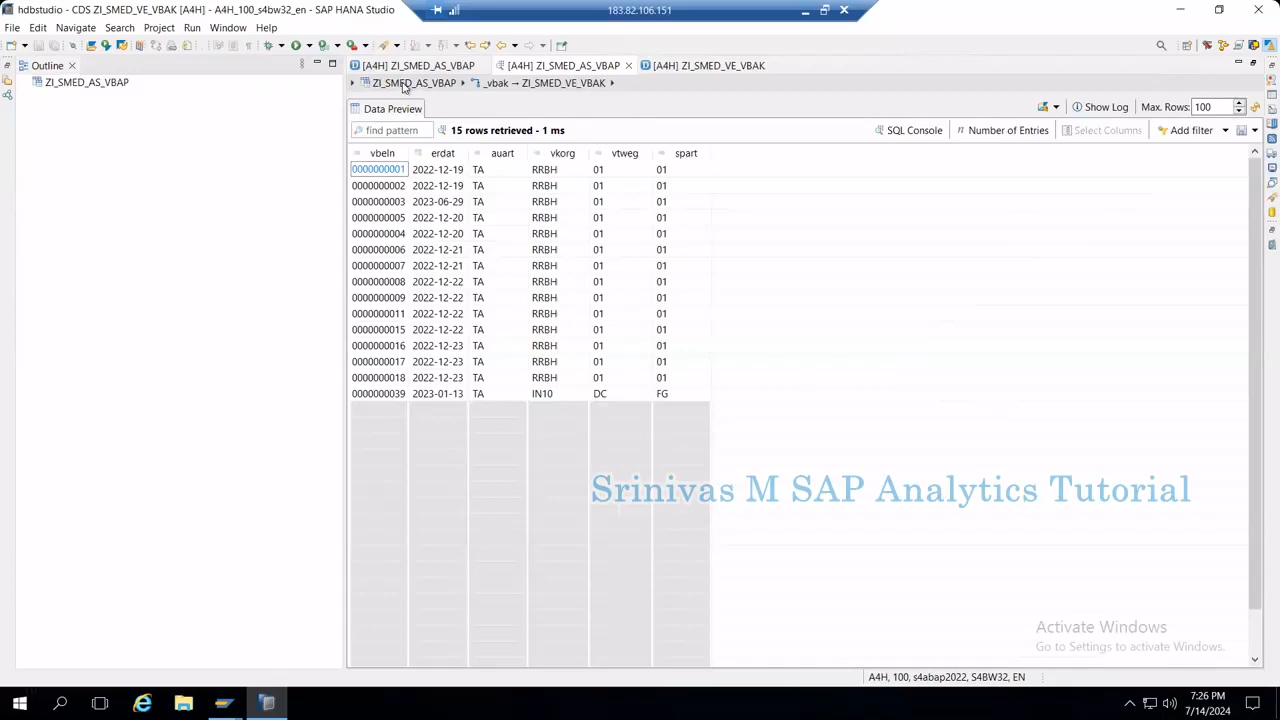 hdbstudio - CDS ZI_SMED_VE_VBAK [A4H] - A4H_100_s4bw32_en] - SAP HANA Studio
183.82.106.151
File Edit Navigate Search Project Run Window Help
Outline
[A4H] ZI_SMED_AS_VBAP
[A4H] ZI_SMED_AS_VBAP
[A4H] ZI_SMED_VE_VBAK
ZI_SMED_AS_VBAP
ZI_SMED_AS_VBAP
_vbak → ZI_SMED_VE_VBAK
Data Preview
Show Log
Max. Rows: 100
find pattern
15 rows retrieved - 1 ms
SQL Console
Number of Entries
Select Columns
Add filter
vbeln erdat auart vkorg vtweg spart
0000000001 2022-12-19 TA RRBH 01 01
0000000002 2022-12-19 TA RRBH 01 01
0000000003 2023-06-29 TA RRBH 01 01
0000000005 2022-12-20 TA RRBH 01 01
0000000004 2022-12-20 TA RRBH 01 01
0000000006 2022-12-21 TA RRBH 01 01
0000000007 2022-12-21 TA RRBH 01 01
0000000008 2022-12-22 TA RRBH 01 01
0000000009 2022-12-22 TA RRBH 01 01
0000000011 2022-12-22 TA RRBH 01 01
0000000015 2022-12-22 TA RRBH 01 01
0000000016 2022-12-23 TA RRBH 01 01
0000000017 2022-12-23 TA RRBH 01 01
0000000018 2022-12-23 TA RRBH 01 01
0000000039 2023-01-13 TA IN10 DC FG
Srinivas M SAP Analytics Tutorial
Activate Windows
Go to Settings to activate Windows.
A4H, 100, s4abap2022, S4BW32, EN
7:26 PM
7/14/2024